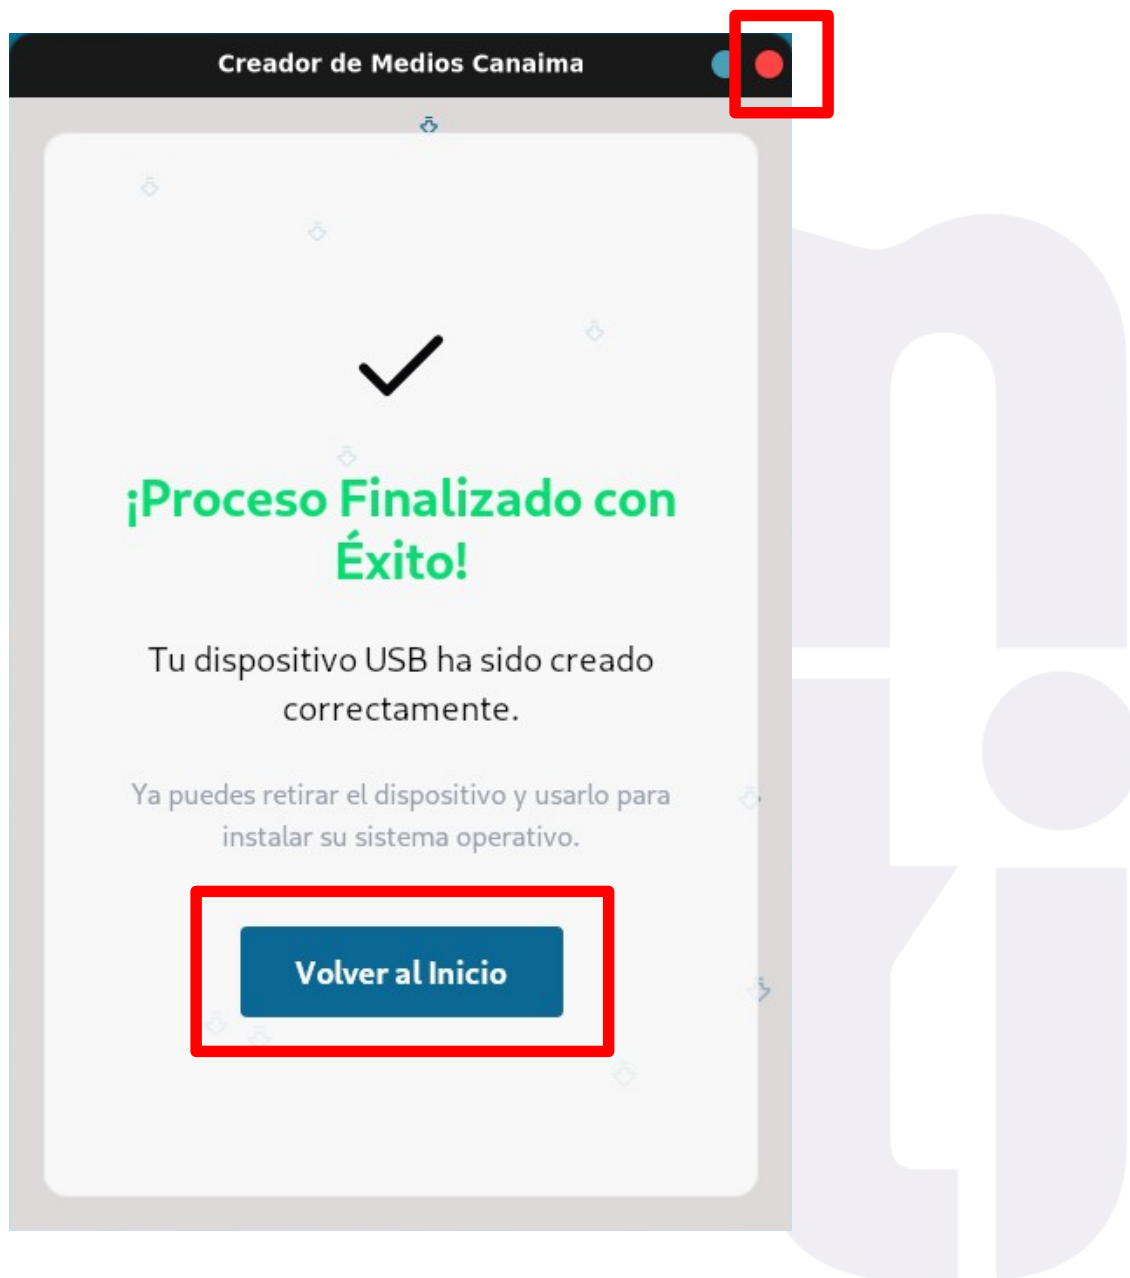 Creador de Medios Canaima
¡Proceso Finalizado con
Éxito!
Tu dispositivo USB ha sido creado
correctamente.
Ya puedes retirar el dispositivo y usarlo para
instalar su sistema operativo.
Volver al Inicio